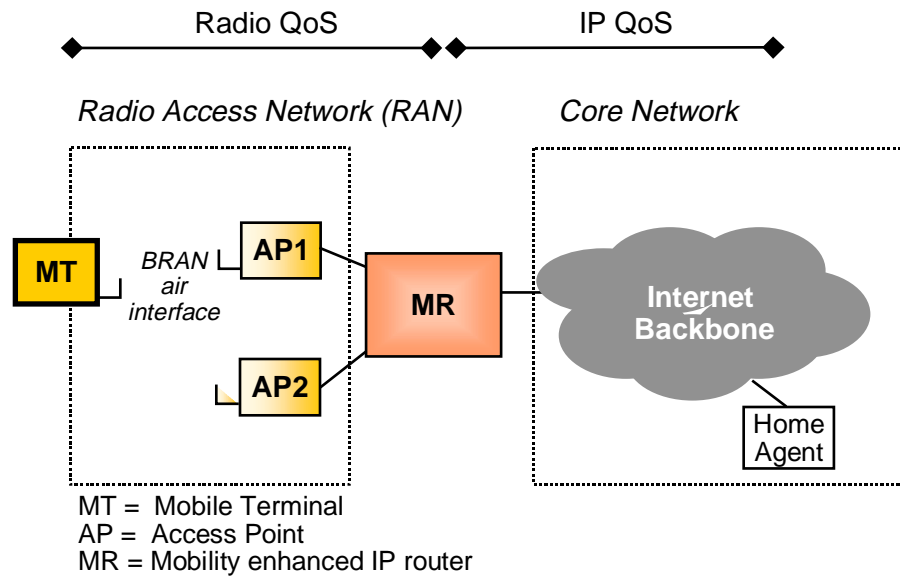 Radio QoS
IP QoS
Radio Access Network (RAN)
Core Network
MT
BRAN
air
interface
AP1
AP2
MR
Internet
Backbone
Home
Agent
MT = Mobile Terminal
AP = Access Point
MR = Mobility enhanced IP router